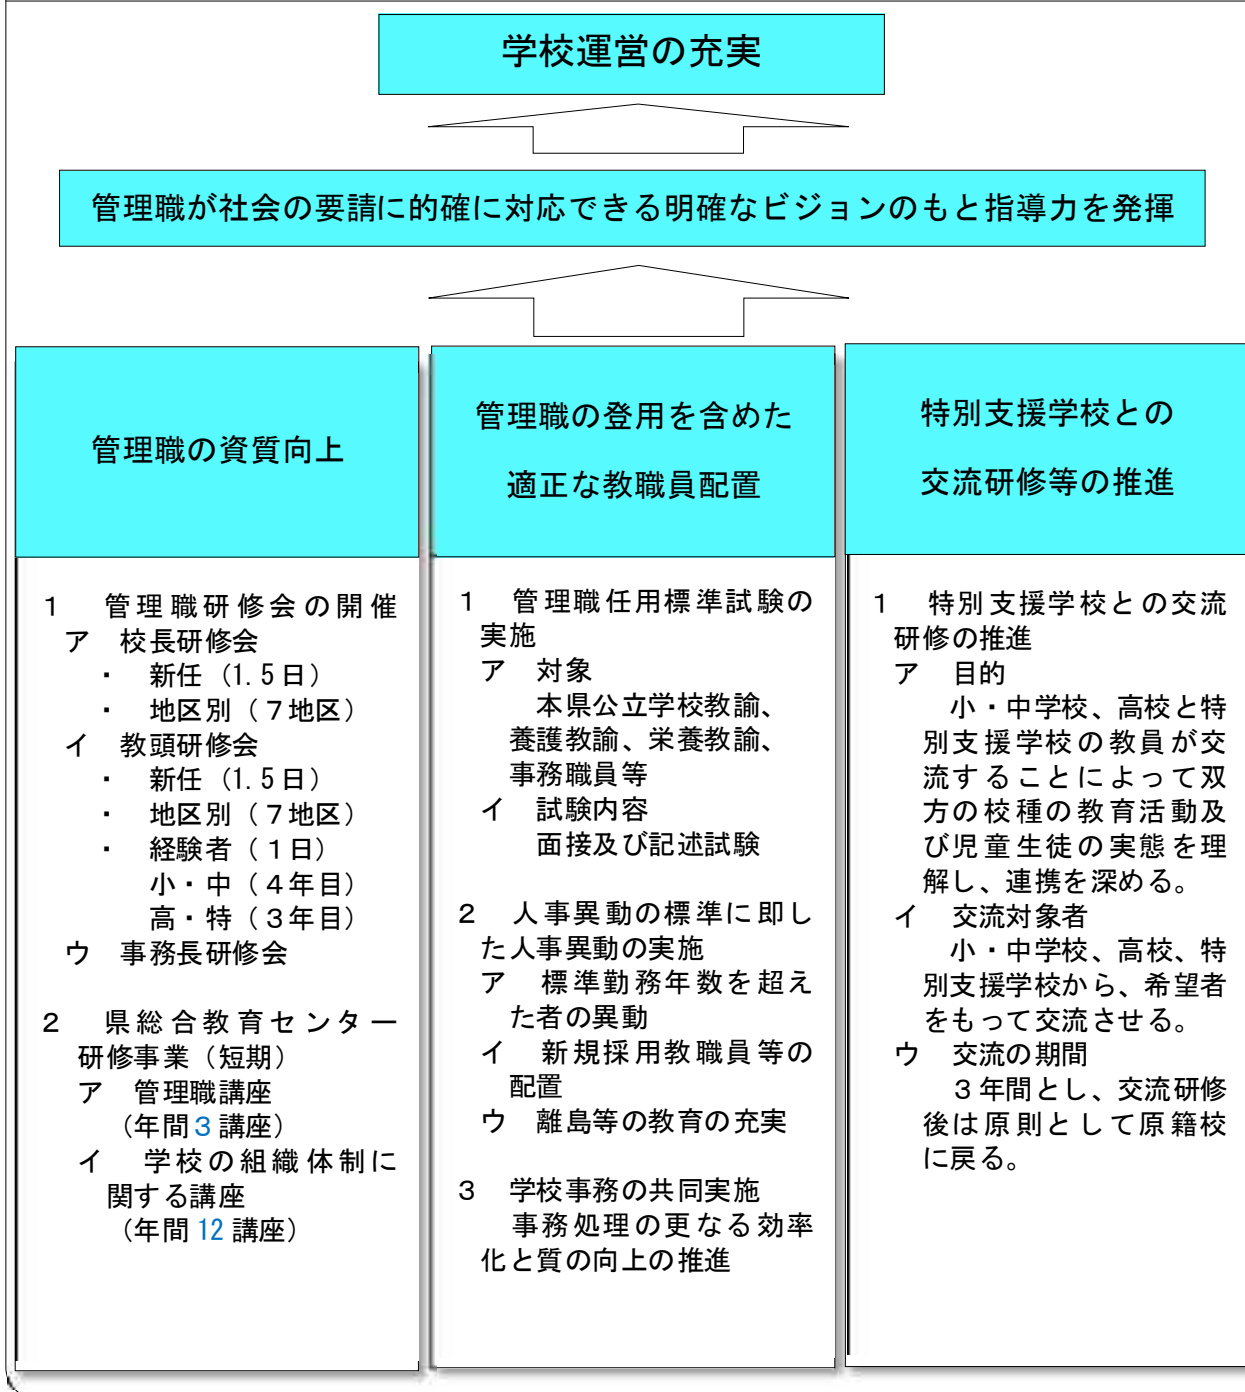 学校運営の充実
管理職が社会の要請に的確に対応できる明確なビジョンのもと指導力を発揮
管理職の資質向上
1　管理職研修会の開催
ア　校長研修会
・　新任（1.5日）
・　地区別（７地区）
イ　教頭研修会
・　新任（1.5日）
・　地区別（７地区）
・　経験者（１日）
小・中（４年目）
高・特（３年目）
ウ　事務長研修会
2　県総合教育センター
研修事業（短期）
ア　管理職講座
（年間３講座）
イ　学校の組織体制に
関する講座
（年間12講座）
管理職の登用を含めた
適正な教職員配置
1　管理職任用標準試験の
実施
ア　対象
本県公立学校教諭、
養護教諭、栄養教諭、
事務職員等
イ　試験内容
面接及び記述試験
2　人事異動の標準に即し
た人事異動の実施
ア　標準勤務年数を超え
た者の異動
イ　新規採用教職員等の
配置
ウ　離島等の教育の充実
3　学校事務の共同実施
事務処理の更なる効率
化と質の向上の推進
特別支援学校との
交流研修等の推進
1　特別支援学校との交流
研修の推進
ア　目的
小・中学校、高校と特
別支援学校の教員が交
流することによって双
方の校種の教育活動及
び児童生徒の実態を理
解し、連携を深める。
イ　交流対象者
小・中学校、高校、特
別支援学校から、希望者
をもって交流させる。
ウ　交流の期間
３年間とし、交流研修
後は原則として原籍校
に戻る。